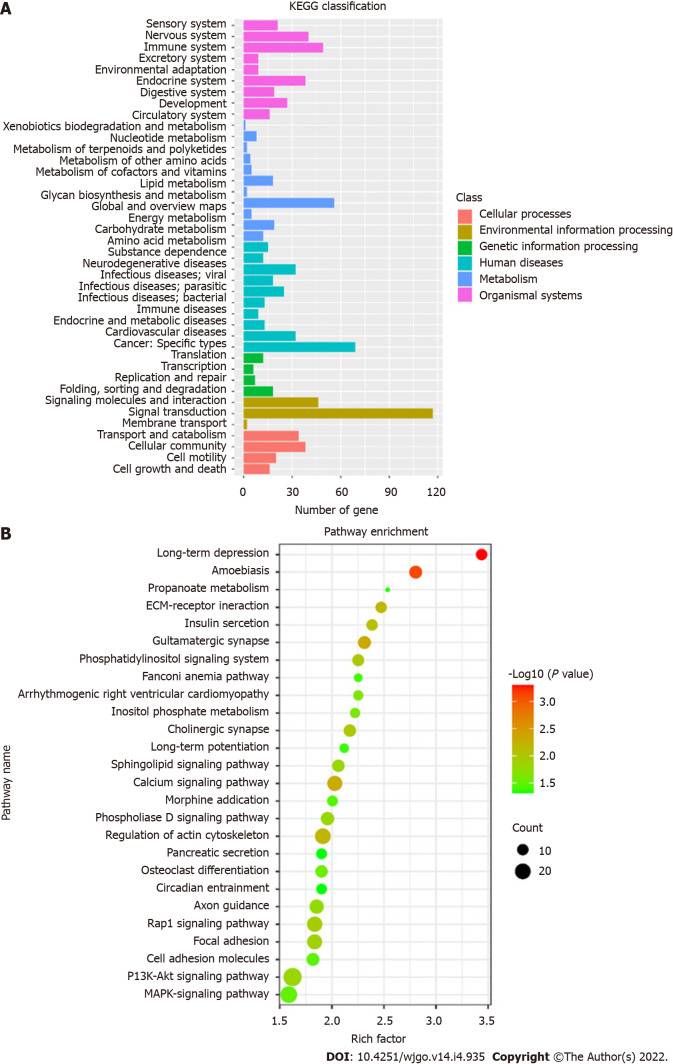 A
KEGG classification
Sensory system
Nervous system
Immune system
Excretory system
Environmental adaptation
Endocrine system
Digestive system
Development
Circulatory system
Xenobiotics biodegradation and metabolism
Nucleotide metabolism
Metabolism of terpenoids and polyketides
Metabolism of other amino acids
Metabolism of cofactors and vitamins
Lipid metabolism
Glycan biosynthesis and metabolism
Global and overview maps
Energy metabolism
Carbohydrate metabolism
Amino acid metabolism
Substance dependence
Neurodegenerative diseases
Infectious diseases; viral
Infectious diseases; parasitic
Infectious diseases; bacterial
Immune diseases
Endocrine and metabolic diseases
Cardiovascular diseases
Cancer: Specific types
Translation
Transcription
Replication and repair
Folding, sorting and degradation
Signaling molecules and interaction
Signal transduction
Membrane transport
Transport and catabolism
Cellular community
Cell motility
Cell growth and death
0 30 60 90 120
Number of gene
Class
Cellular processes
Environmental information processing
Genetic information processing
Human diseases
Metabolism
Organismal systems
B
Pathway enrichment
Pathway name
Long-term depression
Amoebiasis
Propanoate metabolism
ECM-receptor ineraction
Insulin sercetion
Gultamatergic synapse
Phosphatidylinositol signaling system
Fanconi anemia pathway
Arrhythmogenic right ventricular cardiomyopathy
Inositol phosphate metabolism
Cholinergic synapse
Long-term potentiation
Sphingolipid signaling pathway
Calcium signaling pathway
Morphine addication
Phospholiase D signaling pathway
Regulation of actin cytoskeleton
Pancreatic secretion
Osteoclast differentiation
Circadian entrainment
Axon guidance
Rap1 signaling pathway
Focal adhesion
Cell adhesion molecules
P13K-Akt signaling pathway
MAPK-signaling pathway
1.5 2.0 2.5 3.0 3.5
Rich factor
-Log10 (P value)
3.0
2.5
2.0
1.5
Count
10
20
DOI: 10.4251/wjgo.v14.i4.935 Copyright ©The Author(s) 2022.